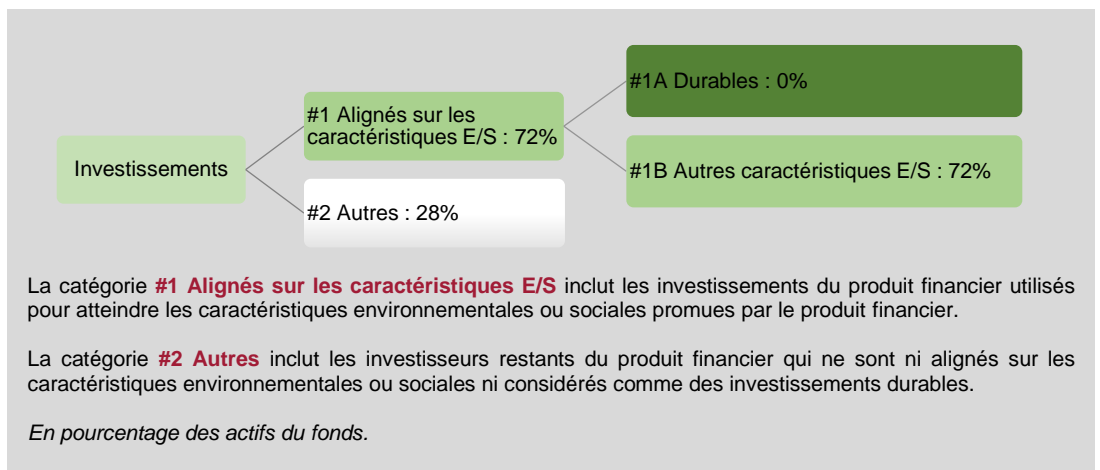 #1A Durables : 0%
#1 Alignés sur les
caractéristiques E/S : 72%
Investissements
#1B Autres caractéristiques E/S : 72%
#2 Autres : 28%
La catégorie #1 Alignés sur les caractéristiques E/S inclut les investissements du produit financier utilisés
pour atteindre les caractéristiques environnementales ou sociales promues par le produit financier.
La catégorie #2 Autres inclut les investisseurs restants du produit financier qui ne sont ni alignés sur les
caractéristiques environnementales ou sociales ni considérés comme des investissements durables.
En pourcentage des actifs du fonds.